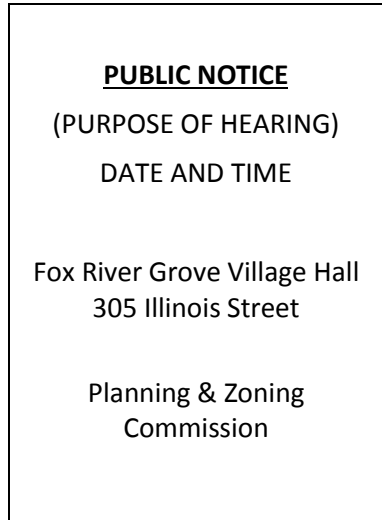 PUBLIC NOTICE
(PURPOSE OF HEARING)
DATE AND TIME
Fox River Grove Village Hall
305 Illinois Street
Planning & Zoning
Commission